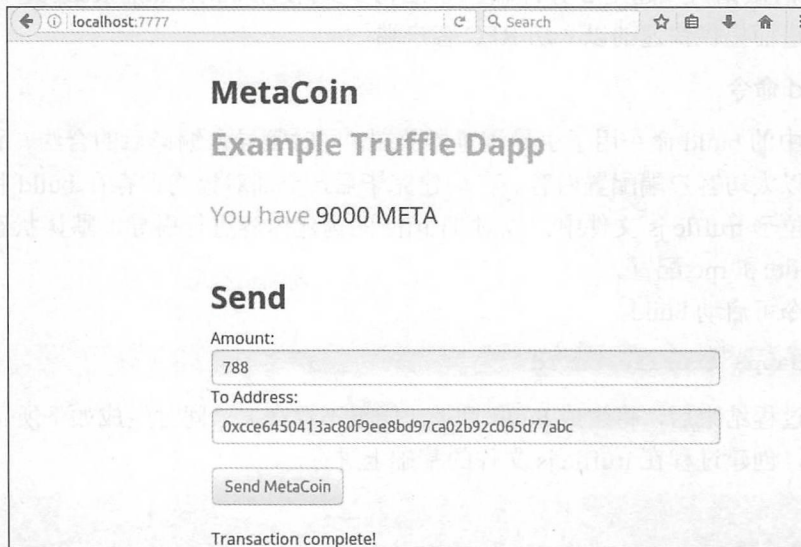 localhost:7777
Search
MetaCoin
Example Truffle Dapp
You have 9000 META
Send
Amount:
788
To Address:
0xcce6450413ac80f9ee8bd97ca02b92c065d77abc
Send MetaCoin
Transaction complete!